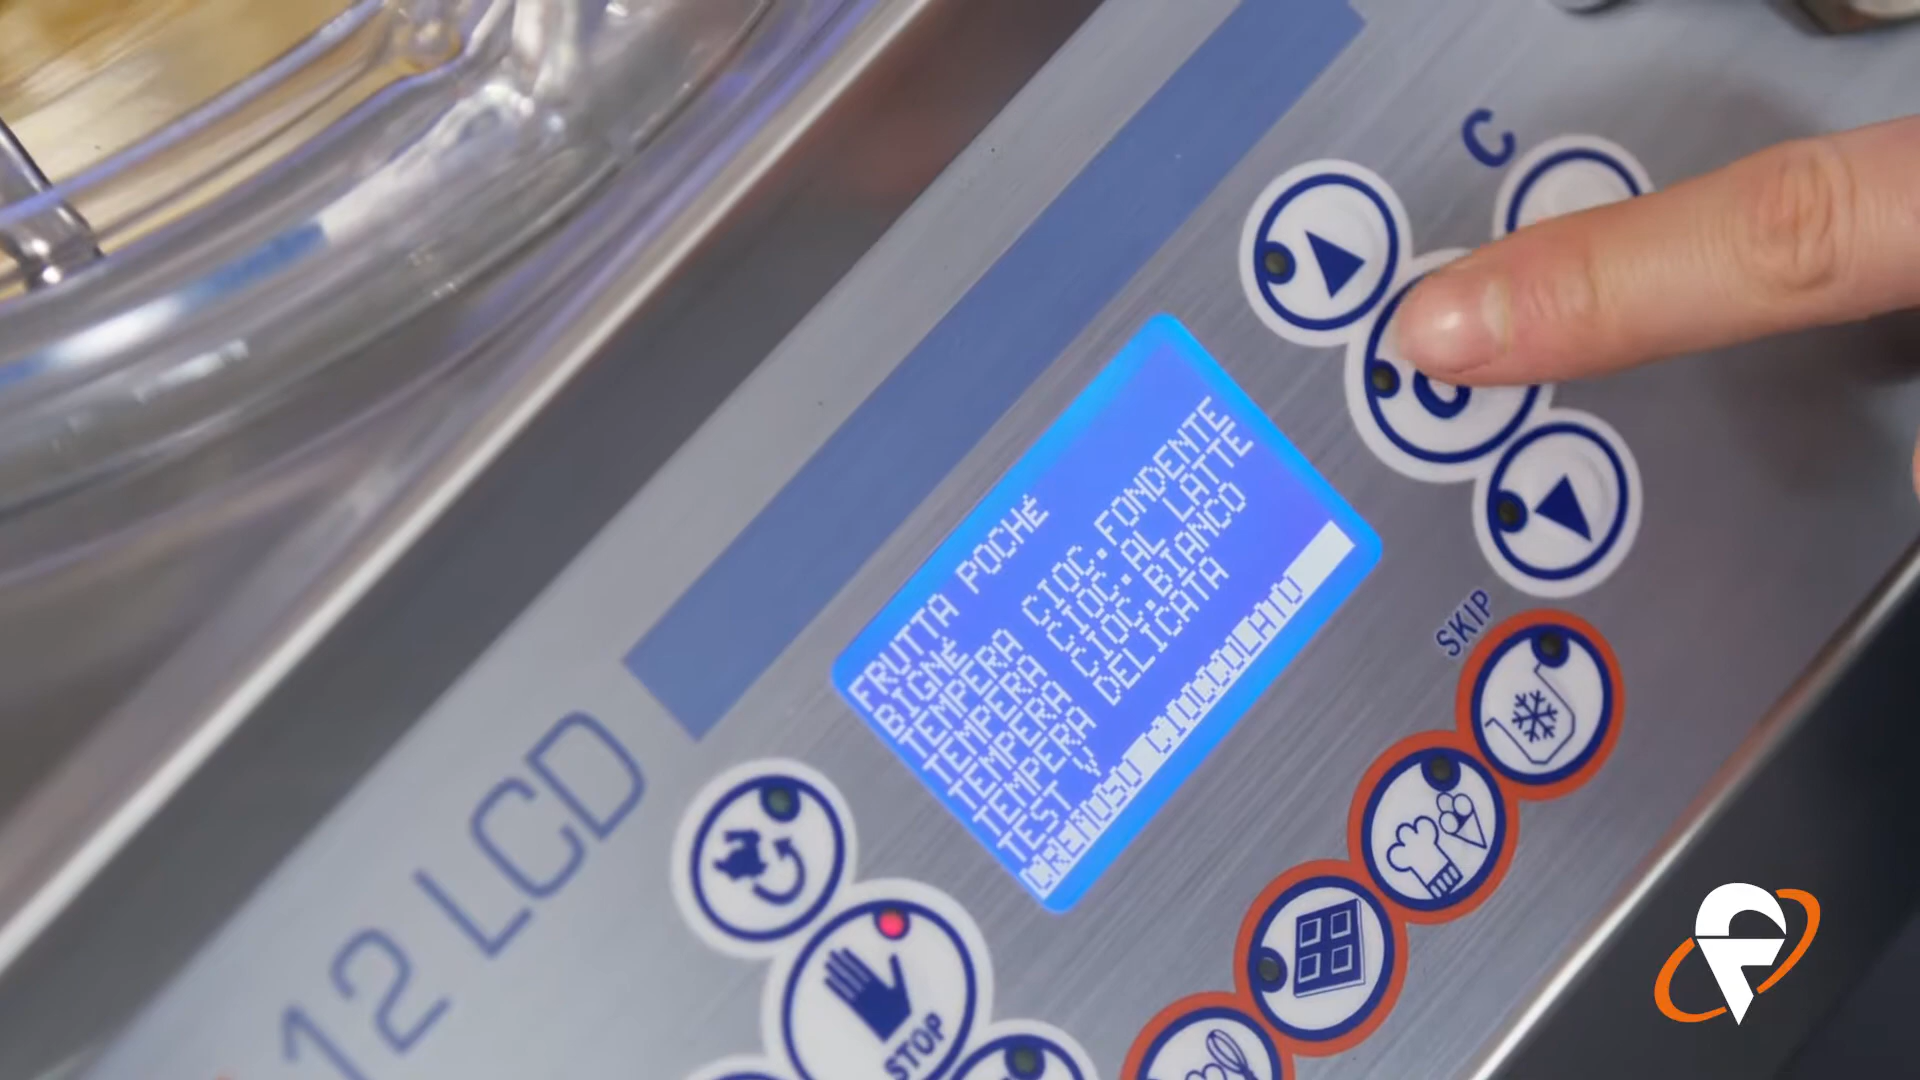 FRUTTA POCHÉ
BIGNÉ
TEMPERA CIOC.FONDENTE
TEMPERA CIOC.AL LATTE
TEMPERA CIOC.BIANCO
TEMPERA DELICATA
TEST V
CREMOSO CIOCCOLATO
C
SKIP
12 LCD
STOP